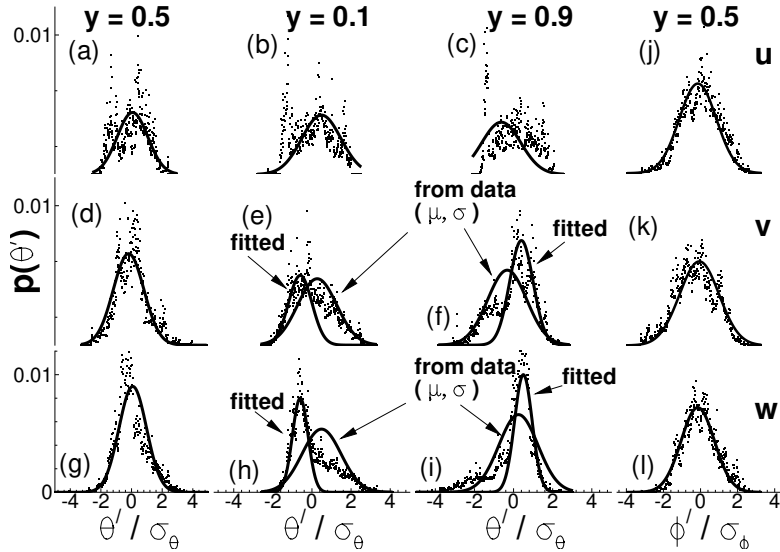 y = 0.5 y = 0.1 y = 0.9 y = 0.5
0.01 (a) (b) (c) (j) u
0.01 (d) (e) from data (f) (k) v
( μ, σ )
fitted fitted
p(θ′)
0.01 from data
( μ, σ )
fitted fitted w
(g) (h) (i) (l)
0
-4 -2 0 2 4 -4 -2 0 2 4 -4 -2 0 2 4 -4 -2 0 2 4
θ′ / σθ θ′ / σθ θ′ / σθ ϕ′ / σϕ